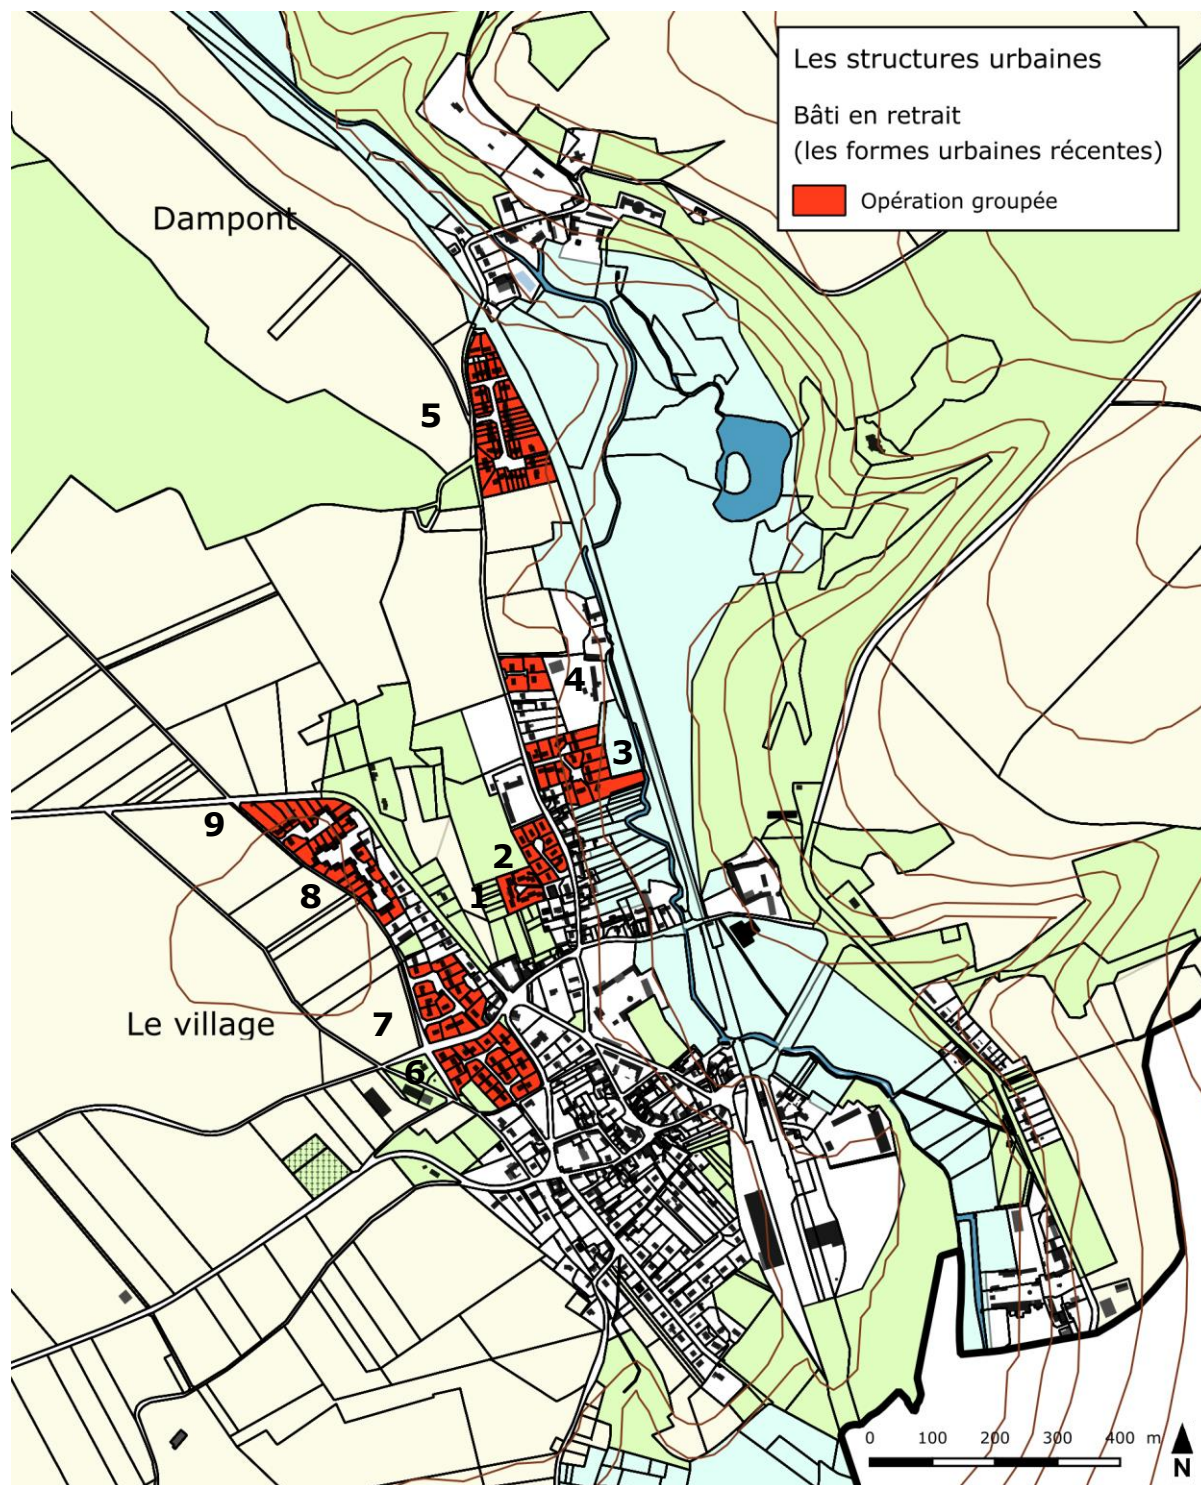 Les structures urbaines
Bâti en retrait
(les formes urbaines récentes)
Opération groupée
Dampont
5
4
3
9
2
8
1
Le village
7
6
0 100 200 300 400 m
N